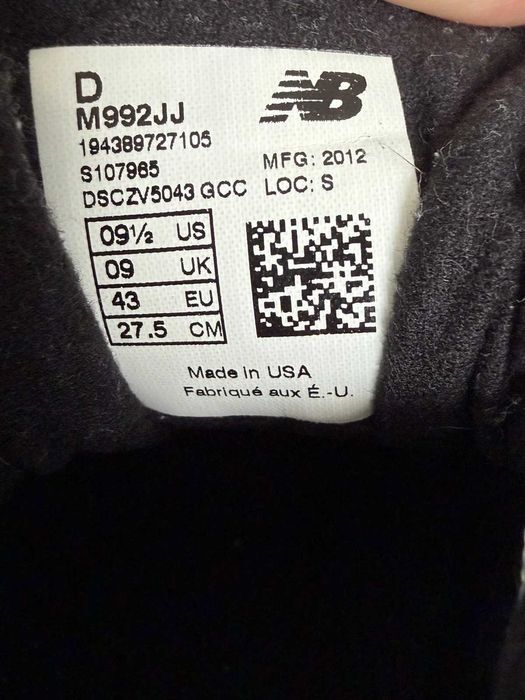 D
NB
M992JJ
194389727105
S107965 MFG: 2012
DSCZV5043 GCC LOC: S
09½ US
09 UK
43 EU
27.5 CM
Made in USA
Fabriqué aux É.-U.